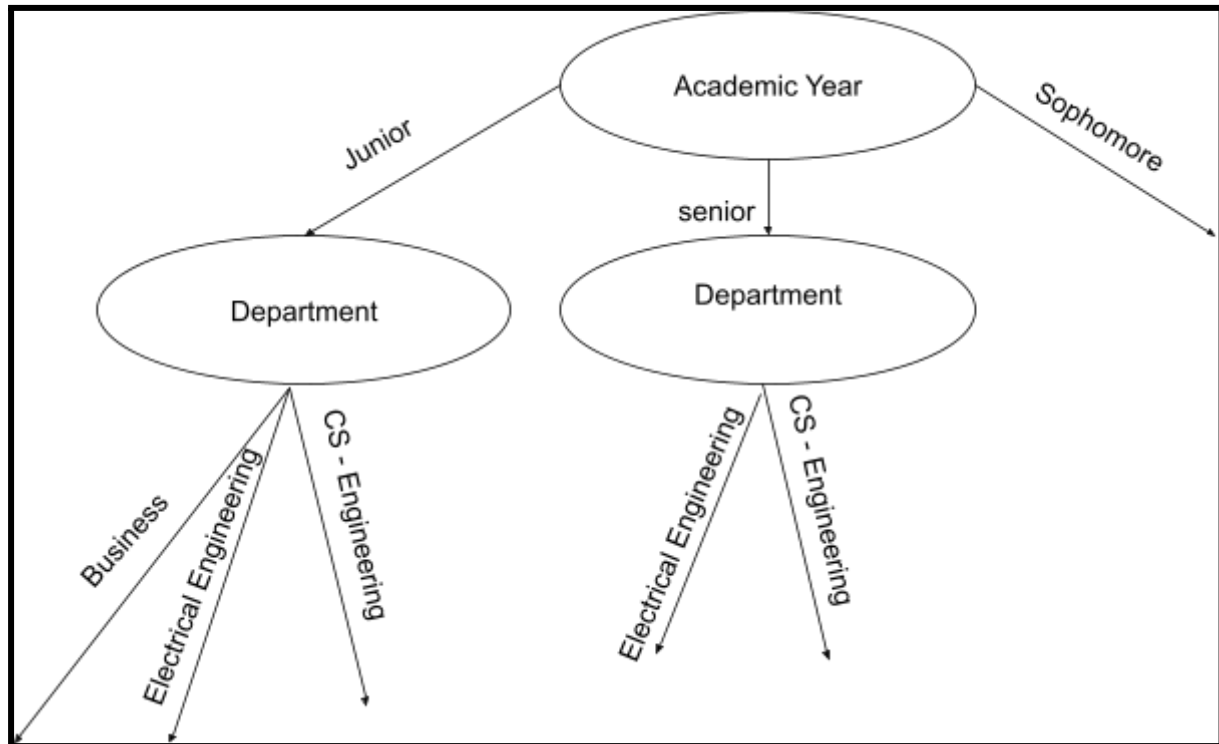 Academic Year
Junior
senior
Sophomore
Department
Department
Business
Electrical Engineering
CS - Engineering
Electrical Engineering
CS - Engineering